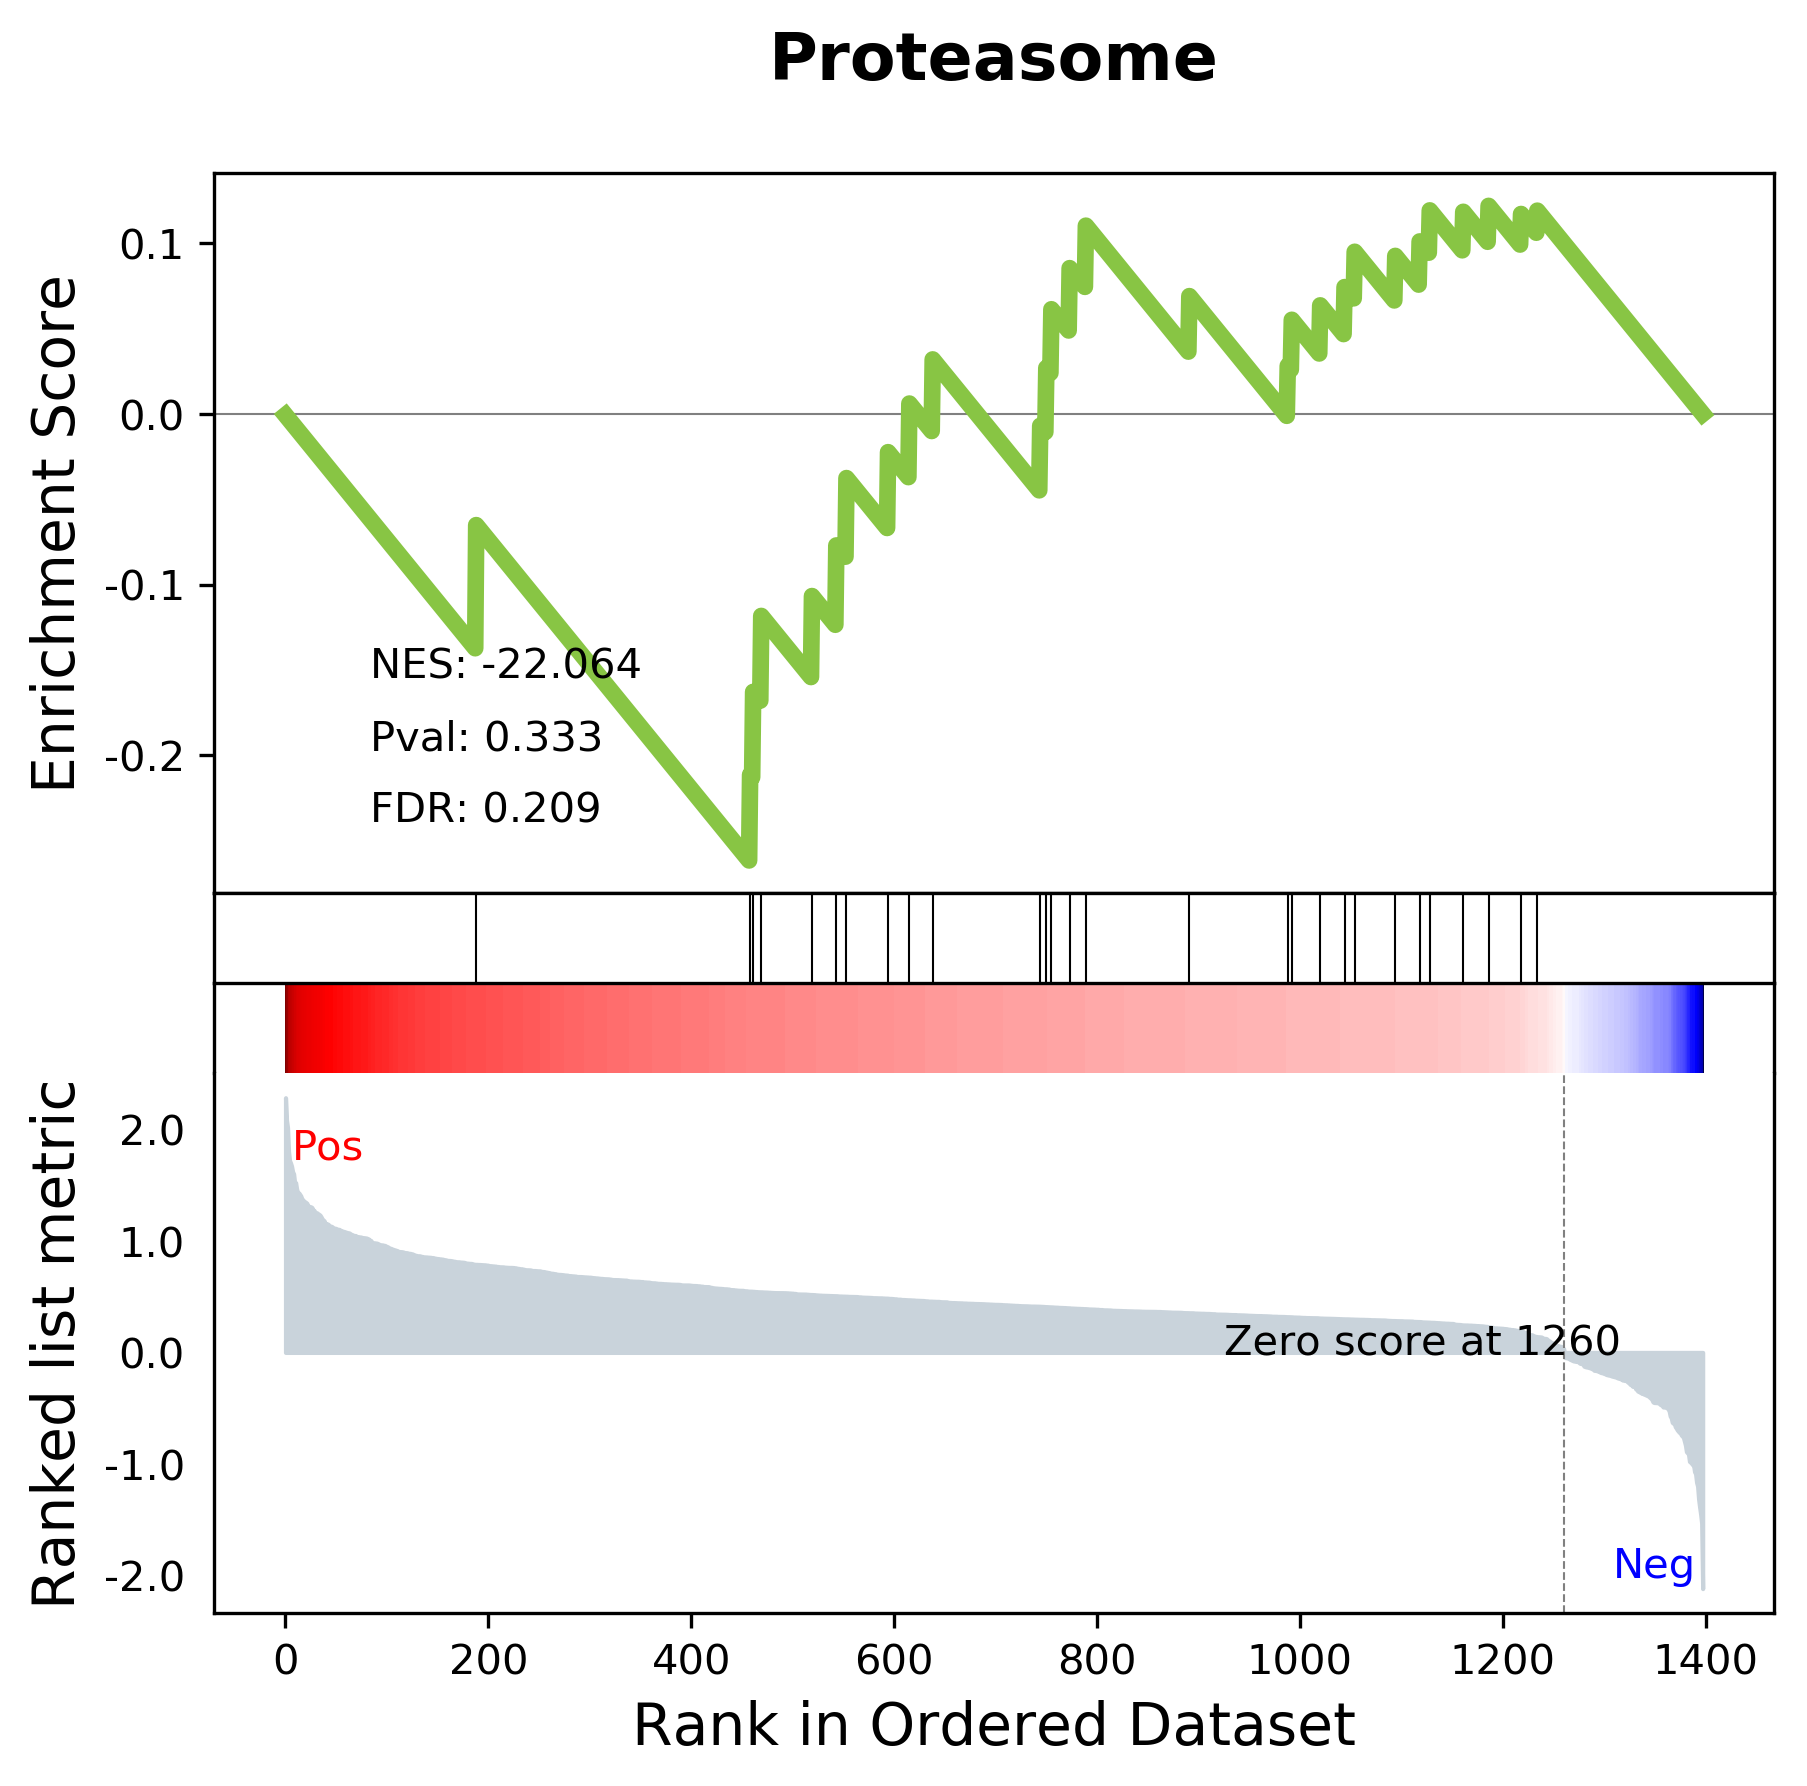 Proteasome
Enrichment Score
0.1
0.0
-0.1
-0.2
NES: -22.064
Pval: 0.333
FDR: 0.209
Ranked list metric
2.0
1.0
0.0
-1.0
-2.0
Pos
Zero score at 1260
Neg
0 200 400 600 800 1000 1200 1400
Rank in Ordered Dataset